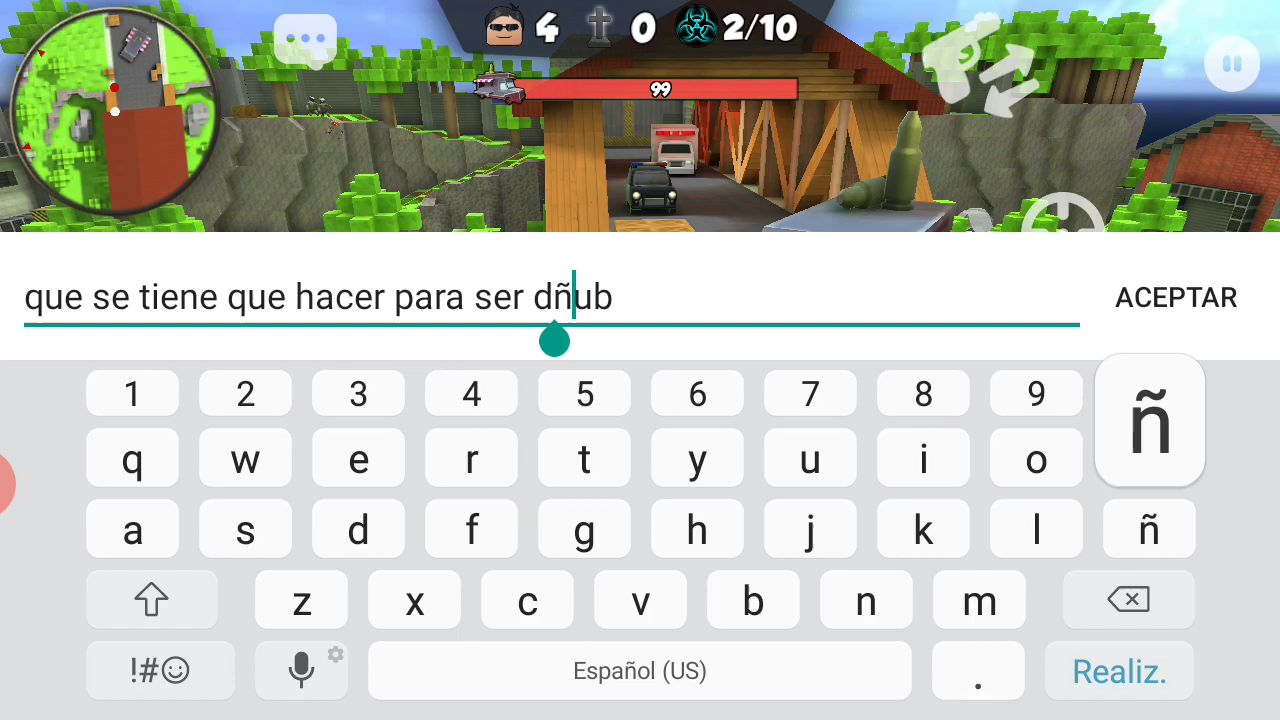 4 0 2/10
99
que se tiene que hacer para ser dñub
ACEPTAR
1 2 3 4 5 6 7 8 9
ñ
q w e r t y u i o
a s d f g h j k l ñ
z x c v b n m
!#☺ Español (US) . Realiz.